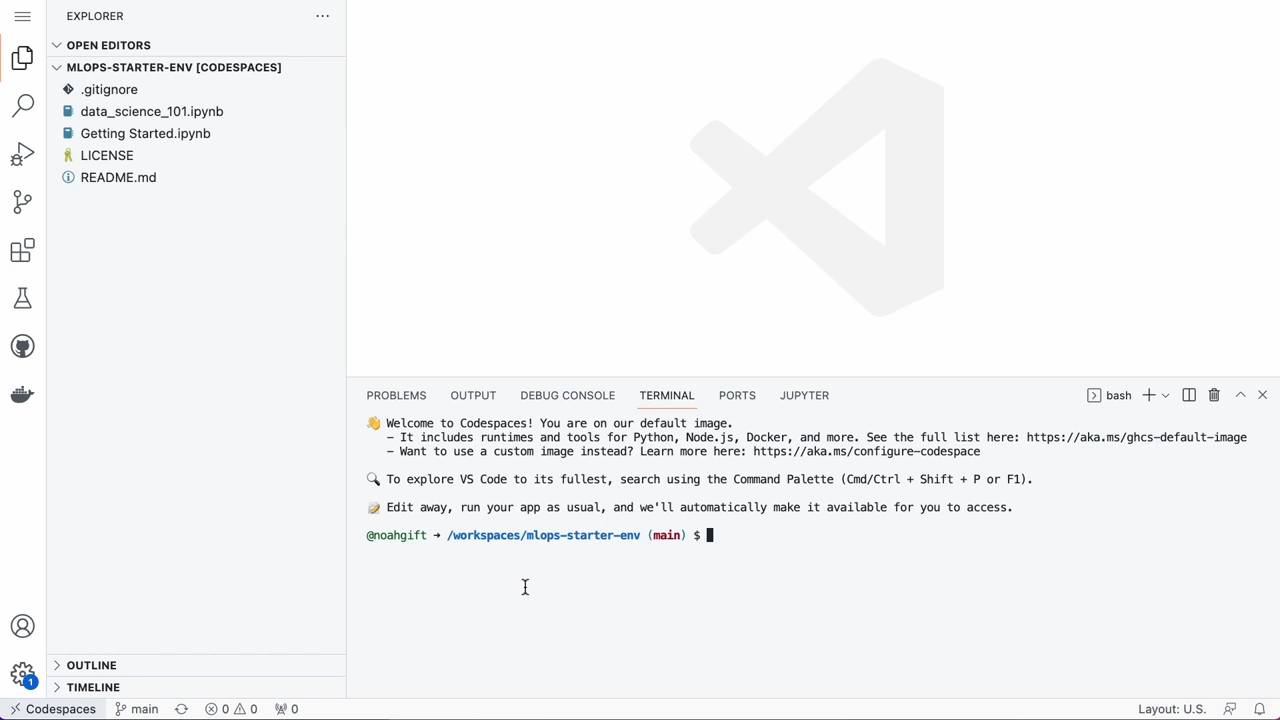 EXPLORER
OPEN EDITORS
MLOPS-STARTER-ENV [CODESPACES]
.gitignore
data_science_101.ipynb
Getting Started.ipynb
LICENSE
README.md
PROBLEMS OUTPUT DEBUG CONSOLE TERMINAL PORTS JUPYTER bash
👋 Welcome to Codespaces! You are on our default image.
- It includes runtimes and tools for Python, Node.js, Docker, and more. See the full list here: https://aka.ms/ghcs-default-image
- Want to use a custom image instead? Learn more here: https://aka.ms/configure-codespace
🔍 To explore VS Code to its fullest, search using the Command Palette (Cmd/Ctrl + Shift + P or F1).
📝 Edit away, run your app as usual, and we'll automatically make it available for you to access.
@noahgift → /workspaces/mlops-starter-env (main) $
OUTLINE
1
TIMELINE
Codespaces main 0 0 0 Layout: U.S.